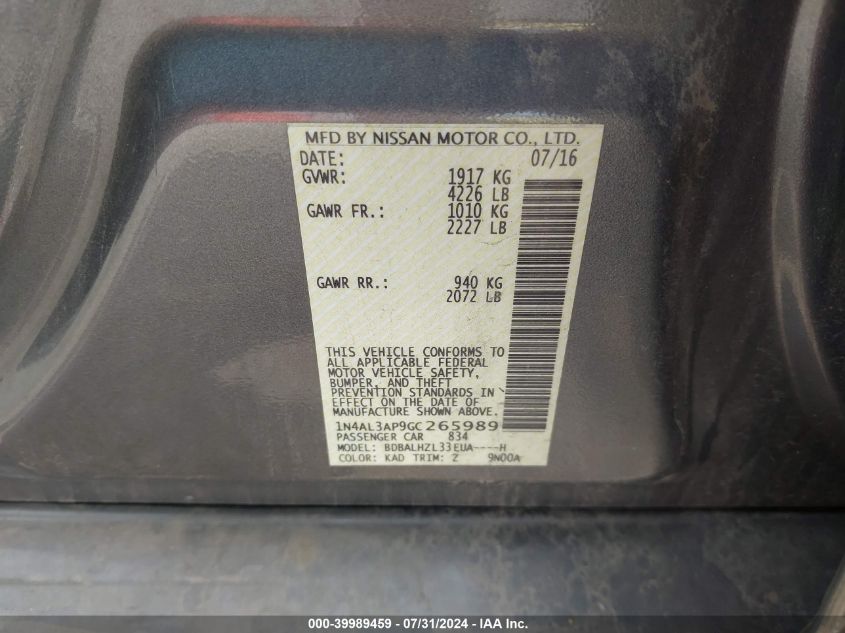 MFD BY NISSAN MOTOR CO., LTD.
DATE: 07/16
GVWR: 1917 KG
4226 LB
GAWR FR.: 1010 KG
2227 LB
GAWR RR.: 940 KG
2072 LB
THIS VEHICLE CONFORMS TO
ALL APPLICABLE FEDERAL
MOTOR VEHICLE SAFETY,
BUMPER, AND THEFT
PREVENTION STANDARDS IN
EFFECT ON THE DATE OF
MANUFACTURE SHOWN ABOVE.
1N4AL3AP9GC265989
PASSENGER CAR 834
MODEL: BDBALHZL33EUA----H
COLOR: KAD TRIM: Z 9N00A
000-39989459 - 07/31/2024 - IAA Inc.